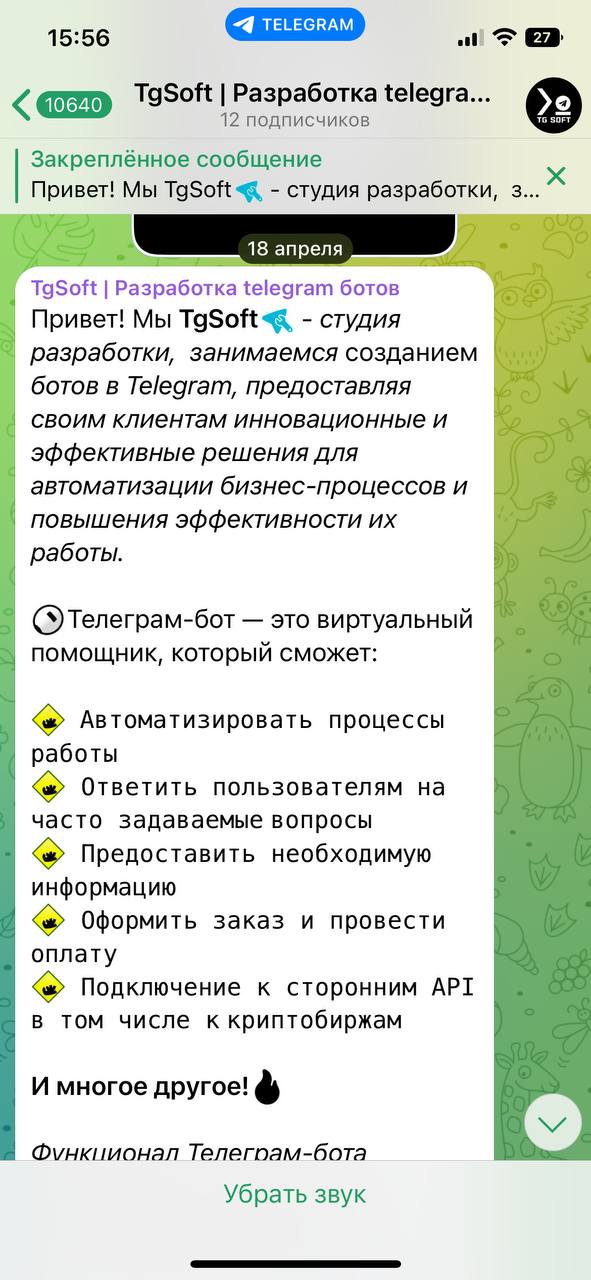 15:56
TELEGRAM
27
10640
TgSoft | Разработка telegra...
12 подписчиков
TG SOFT
Закреплённое сообщение
Привет! Мы TgSoft - студия разработки, з...
18 апреля
TgSoft | Разработка telegram ботов
Привет! Мы TgSoft - студия
разработки, занимаемся созданием
ботов в Telegram, предоставляя
своим клиентам инновационные и
эффективные решения для
автоматизации бизнес-процессов и
повышения эффективности их
работы.
Телеграм-бот — это виртуальный
помощник, который сможет:
Автоматизировать процессы
работы
Ответить пользователям на
часто задаваемые вопросы
Предоставить необходимую
информацию
Оформить заказ и провести
оплату
Подключение к сторонним API
в том числе к криптобиржам
И многое другое!
Функционал Телеграм-бота
Убрать звук